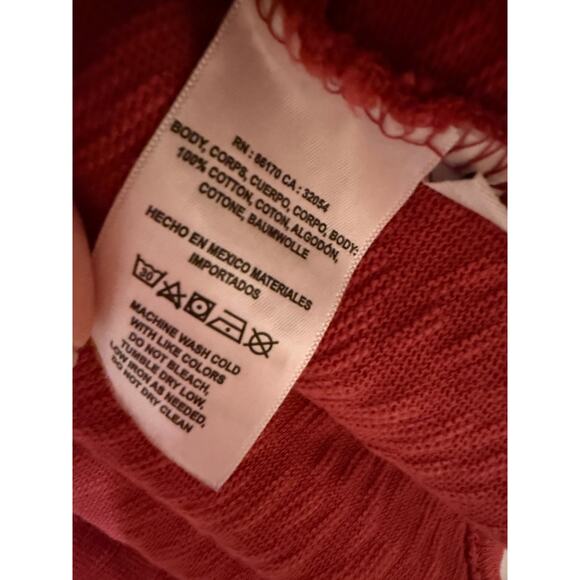 RN : 56170 CA : 32054
BODY, CORPS, CUERPO, CORPO, BODY:
100% COTTON, COTON, ALGODÓN,
COTONE, BAUMWOLLE
HECHO EN MEXICO MATERIALES
IMPORTADOS
30
MACHINE WASH COLD
WITH LIKE COLORS
DO NOT BLEACH,
TUMBLE DRY LOW,
LOW IRON AS NEEDED,
DO NOT DRY CLEAN